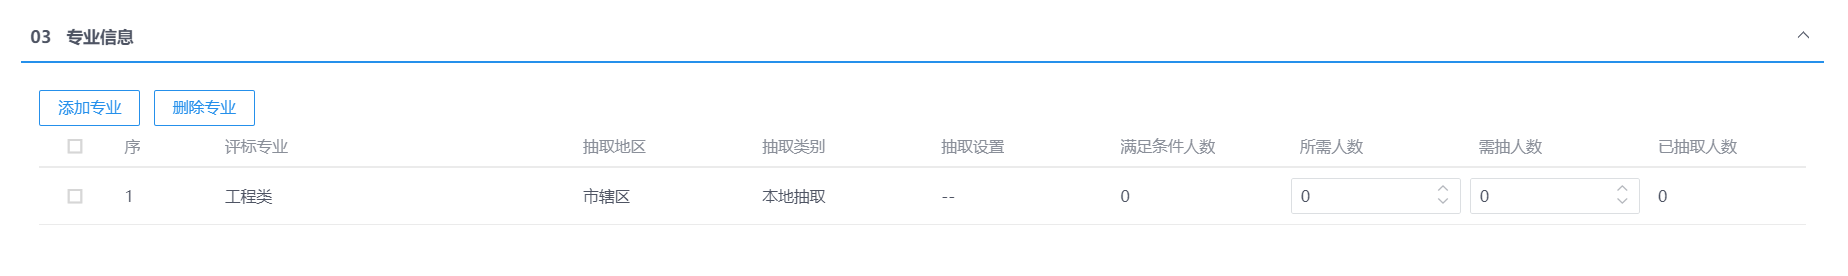 03 专业信息
添加专业 删除专业
序 评标专业 抽取地区 抽取类别 抽取设置 满足条件人数 所需人数 需抽人数 已抽取人数
1 工程类 市辖区 本地抽取 -- 0 0 0 0